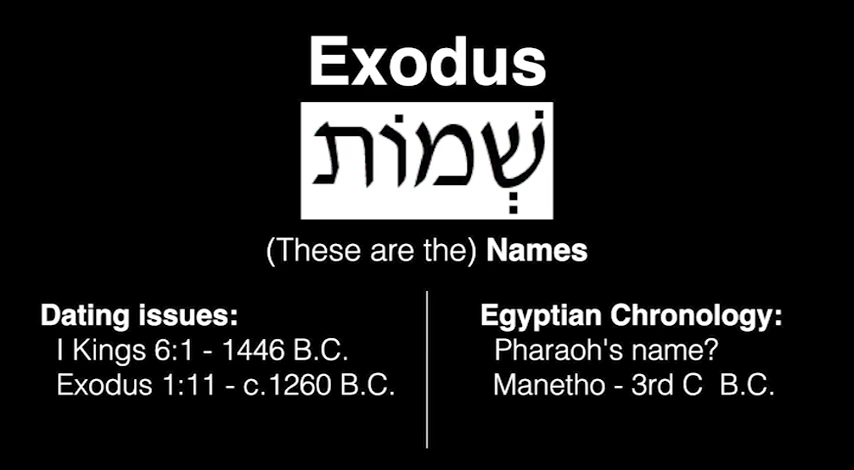 Exodus
שְׁמוֹת
(These are the) Names
Dating issues:
I Kings 6:1 - 1446 B.C.
Exodus 1:11 - c.1260 B.C.
Egyptian Chronology:
Pharaoh's name?
Manetho - 3rd C  B.C.